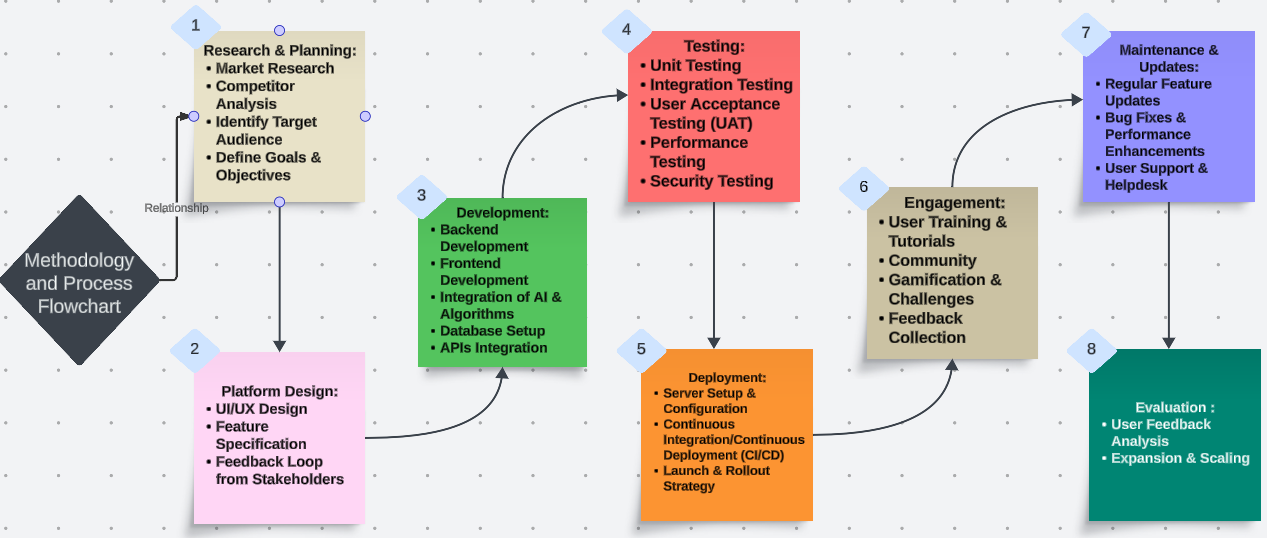 Methodology
and Process
Flowchart
Relationship
1
Research & Planning:
• Market Research
• Competitor
Analysis
• Identify Target
Audience
• Define Goals &
Objectives
2
Platform Design:
• UI/UX Design
• Feature
Specification
• Feedback Loop
from Stakeholders
3
Development:
• Backend
Development
• Frontend
Development
• Integration of AI &
Algorithms
• Database Setup
• APIs Integration
4
Testing:
• Unit Testing
• Integration Testing
• User Acceptance
Testing (UAT)
• Performance
Testing
• Security Testing
5
Deployment:
• Server Setup &
Configuration
• Continuous
Integration/Continuous
Deployment (CI/CD)
• Launch & Rollout
Strategy
6
Engagement:
• User Training &
Tutorials
• Community
• Gamification &
Challenges
• Feedback
Collection
7
Maintenance &
Updates:
• Regular Feature
Updates
• Bug Fixes &
Performance
Enhancements
• User Support &
Helpdesk
8
Evaluation :
• User Feedback
Analysis
• Expansion & Scaling